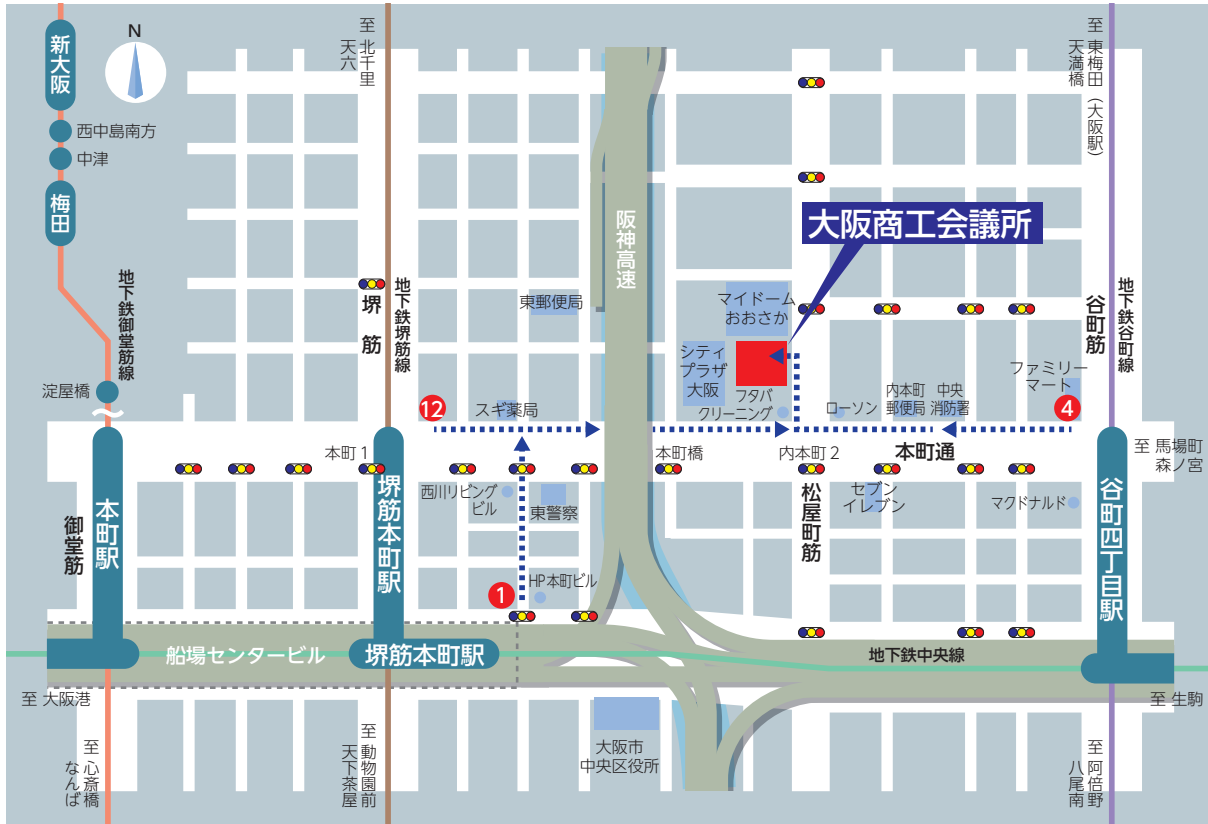 N
新大阪
西中島南方
中津
梅田
地下鉄御堂筋線
淀屋橋
本町駅
御堂筋
至 北千里
天六
堺筋
地下鉄堺筋線
阪神高速
東郵便局
至 東梅田（大阪駅）
天満橋
大阪商工会議所
マイドーム
おおさか
シティ
プラザ
大阪
フタバ
クリーニング
ローソン
内本町
郵便局
中央
消防署
ファミリー
マート
谷町筋
地下鉄谷町線
12
スギ薬局
4
本町1
本町橋
内本町2
本町通
至 馬場町
森ノ宮
堺筋本町駅
西川リビング
ビル
東警察
松屋町筋
セブン
イレブン
マクドナルド
谷町四丁目駅
1
HP本町ビル
船場センタービル
堺筋本町駅
地下鉄中央線
至 大阪港
至 生駒
至 心斎橋
なんば
至 動物園前
天下茶屋
大阪市
中央区役所
至 阿倍野
八尾南